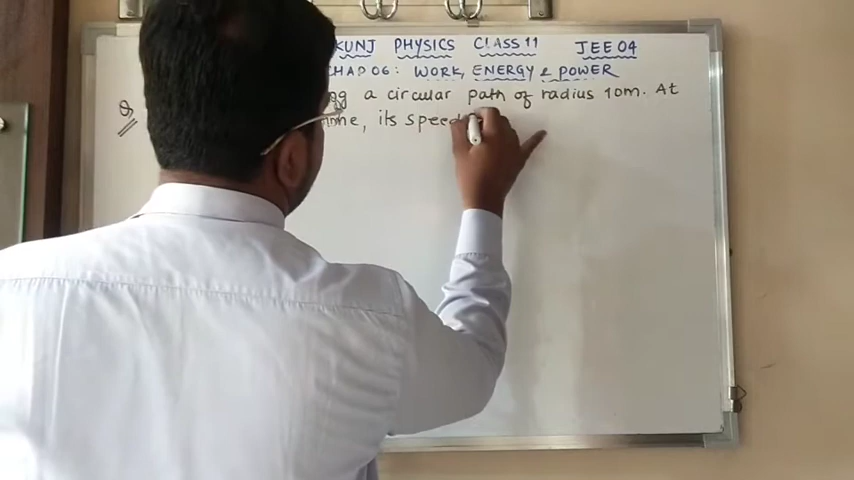 KUNJ PHYSICS CLASS 11 JEE 04
CHAP 06: WORK, ENERGY & POWER
Q a circular path of radius 10m. At
its speed